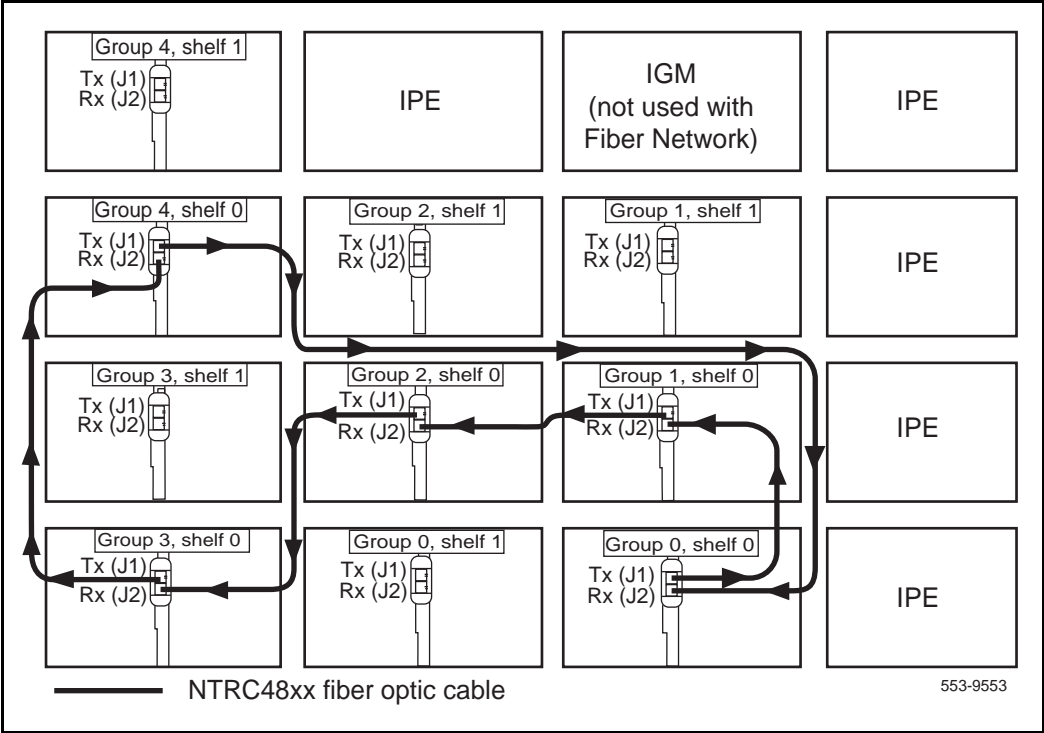 Group 4, shelf 1
Tx (J1)
Rx (J2)
IPE
IGM
(not used with
Fiber Network)
IPE
Group 4, shelf 0
Tx (J1)
Rx (J2)
Group 2, shelf 1
Tx (J1)
Rx (J2)
Group 1, shelf 1
Tx (J1)
Rx (J2)
IPE
Group 3, shelf 1
Tx (J1)
Rx (J2)
Group 2, shelf 0
Tx (J1)
Rx (J2)
Group 1, shelf 0
Tx (J1)
Rx (J2)
IPE
Group 3, shelf 0
Tx (J1)
Rx (J2)
Group 0, shelf 1
Tx (J1)
Rx (J2)
Group 0, shelf 0
Tx (J1)
Rx (J2)
IPE
NTRC48xx fiber optic cable
553-9553